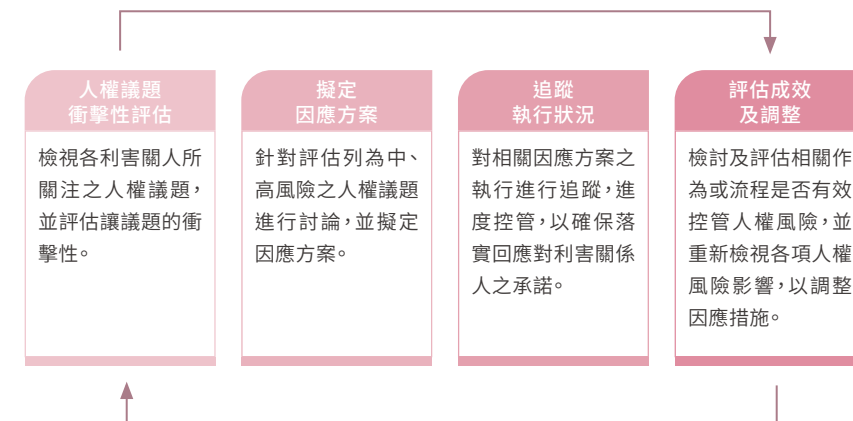 人權議題
衝擊性評估
檢視各利害關人所
關注之人權議題，
並評估讓議題的衝
擊性。
擬定
因應方案
針對評估列為中、
高風險之人權議題
進行討論，並擬定
因應方案。
追蹤
執行狀況
對相關因應方案之
執行進行追蹤，進
度控管，以確保落
實回應對利害關係
人之承諾。
評估成效
及調整
檢討及評估相關作
為或流程是否有效
控管人權風險，並
重新檢視各項人權
風險影響，以調整
因應措施。